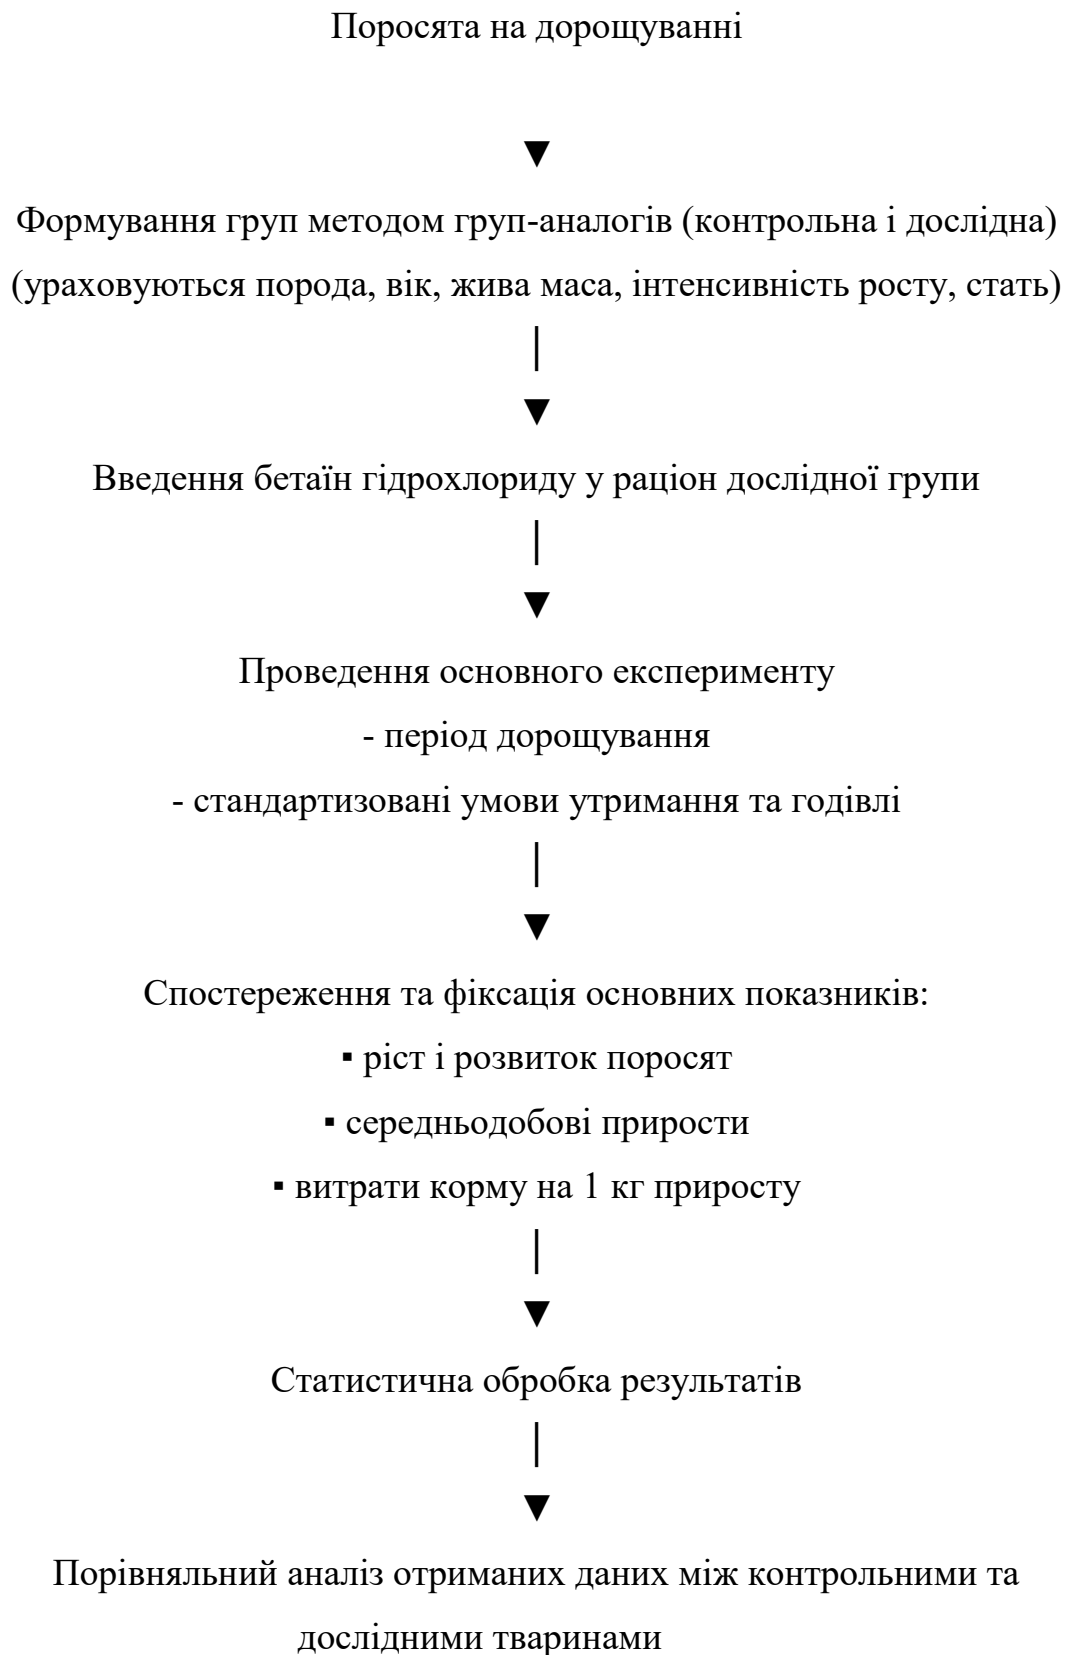 Поросята на дорощуванні
Формування груп методом груп-аналогів (контрольна і дослідна)
(ураховуються порода, вік, жива маса, інтенсивність росту, стать)
Введення бетаїн гідрохлориду у раціон дослідної групи
Проведення основного експерименту
- період дорощування
- стандартизовані умови утримання та годівлі
Спостереження та фіксація основних показників:
▪ ріст і розвиток поросят
▪ середньодобові прирости
▪ витрати корму на 1 кг приросту
Статистична обробка результатів
Порівняльний аналіз отриманих даних між контрольними та
дослідними тваринами